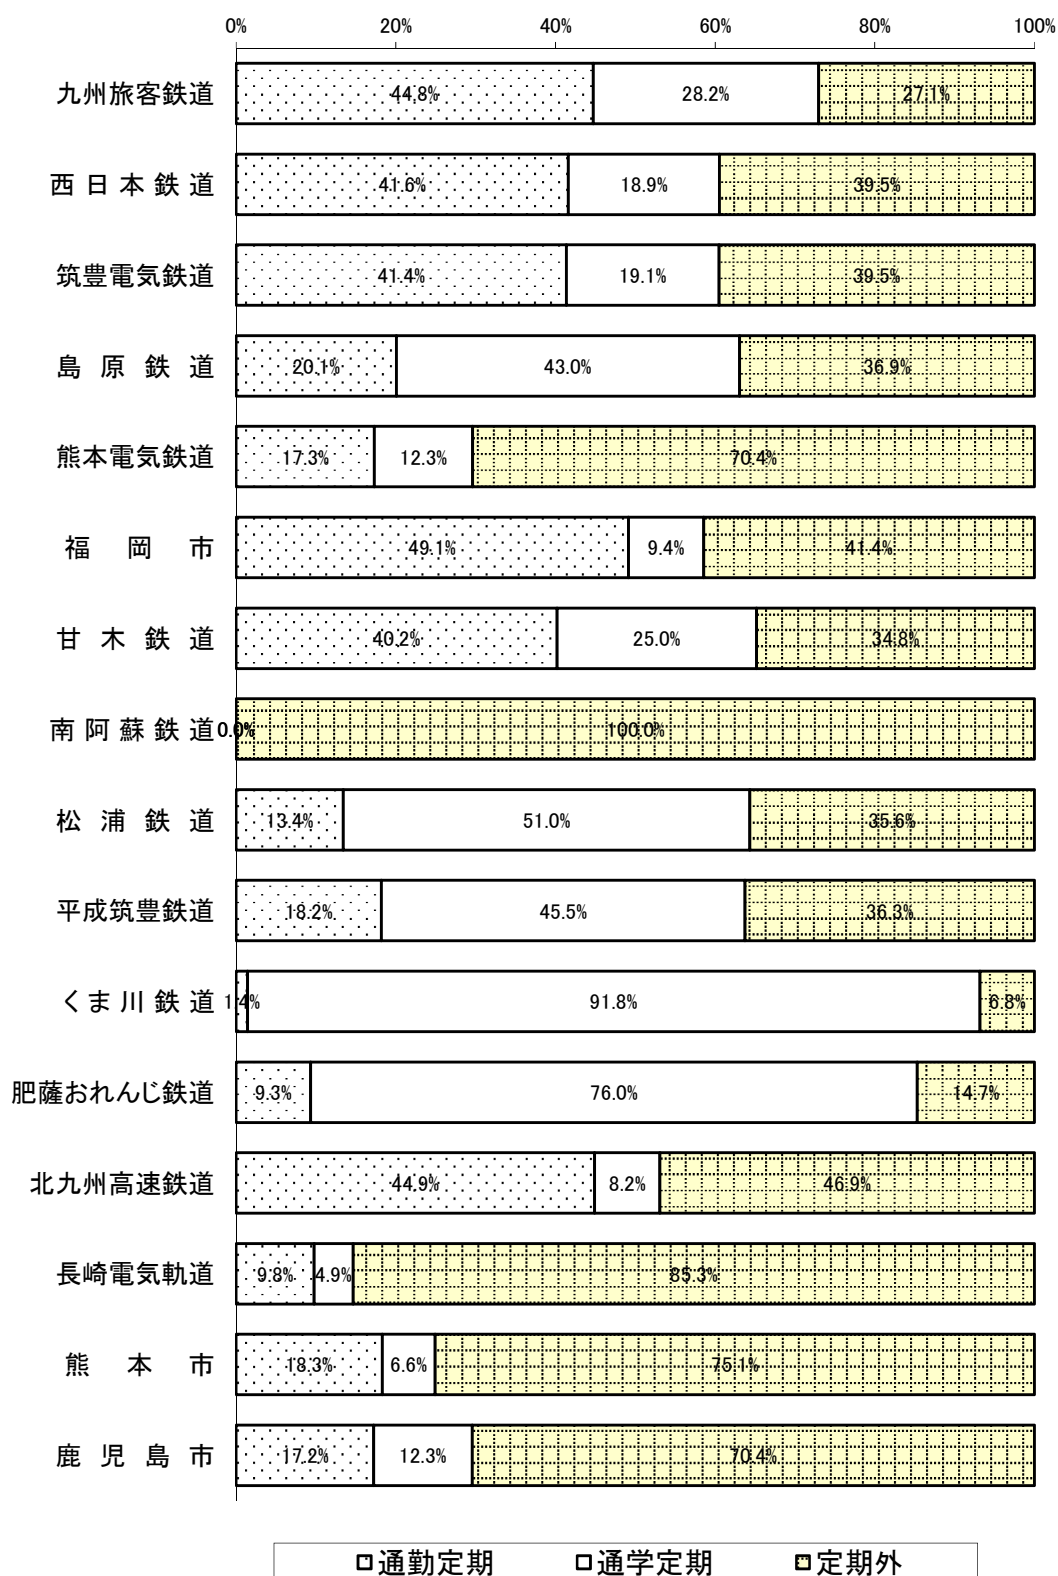 0% 20% 40% 60% 80% 100%
九州旅客鉄道 44.8% 28.2% 27.1%
西日本鉄道 41.6% 18.9% 39.5%
筑豊電気鉄道 41.4% 19.1% 39.5%
島原鉄道 20.1% 43.0% 36.9%
熊本電気鉄道 17.3% 12.3% 70.4%
福岡市 49.1% 9.4% 41.4%
甘木鉄道 40.2% 25.0% 34.8%
南阿蘇鉄道 0.0% 100.0%
松浦鉄道 13.4% 51.0% 35.6%
平成筑豊鉄道 18.2% 45.5% 36.3%
くま川鉄道 1.4% 91.8% 6.8%
肥薩おれんじ鉄道 9.3% 76.0% 14.7%
北九州高速鉄道 44.9% 8.2% 46.9%
長崎電気軌道 9.8% 4.9% 85.3%
熊本市 18.3% 6.6% 75.1%
鹿児島市 17.2% 12.3% 70.4%
通勤定期 通学定期 定期外